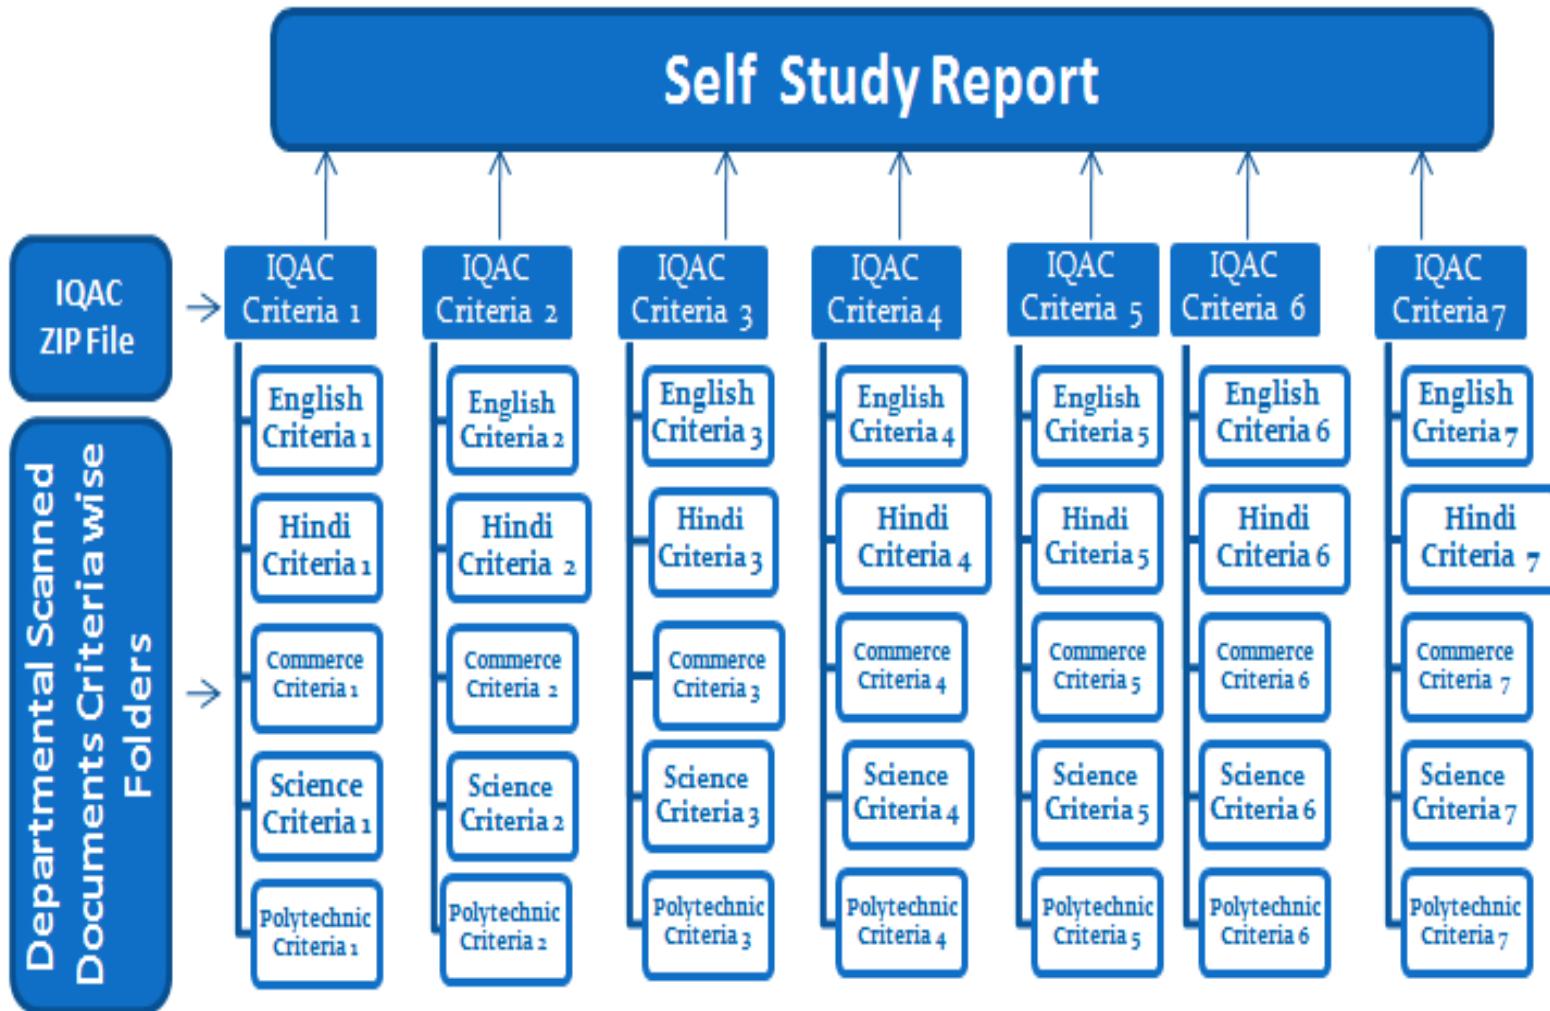 Self Study Report
IQAC
ZIP File
IQAC
Criteria 1
IQAC
Criteria 2
IQAC
Criteria 3
IQAC
Criteria 4
IQAC
Criteria 5
IQAC
Criteria 6
IQAC
Criteria 7
Departmental Scanned
Documents Criteria wise
Folders
English
Criteria 1
English
Criteria 2
English
Criteria 3
English
Criteria 4
English
Criteria 5
English
Criteria 6
English
Criteria 7
Hindi
Criteria 1
Hindi
Criteria 2
Hindi
Criteria 3
Hindi
Criteria 4
Hindi
Criteria 5
Hindi
Criteria 6
Hindi
Criteria 7
Commerce
Criteria 1
Commerce
Criteria 2
Commerce
Criteria 3
Commerce
Criteria 4
Commerce
Criteria 5
Commerce
Criteria 6
Commerce
Criteria 7
Science
Criteria 1
Science
Criteria 2
Science
Criteria 3
Science
Criteria 4
Science
Criteria 5
Science
Criteria 6
Science
Criteria 7
Polytechnic
Criteria 1
Polytechnic
Criteria 2
Polytechnic
Criteria 3
Polytechnic
Criteria 4
Polytechnic
Criteria 5
Polytechnic
Criteria 6
Polytechnic
Criteria 7